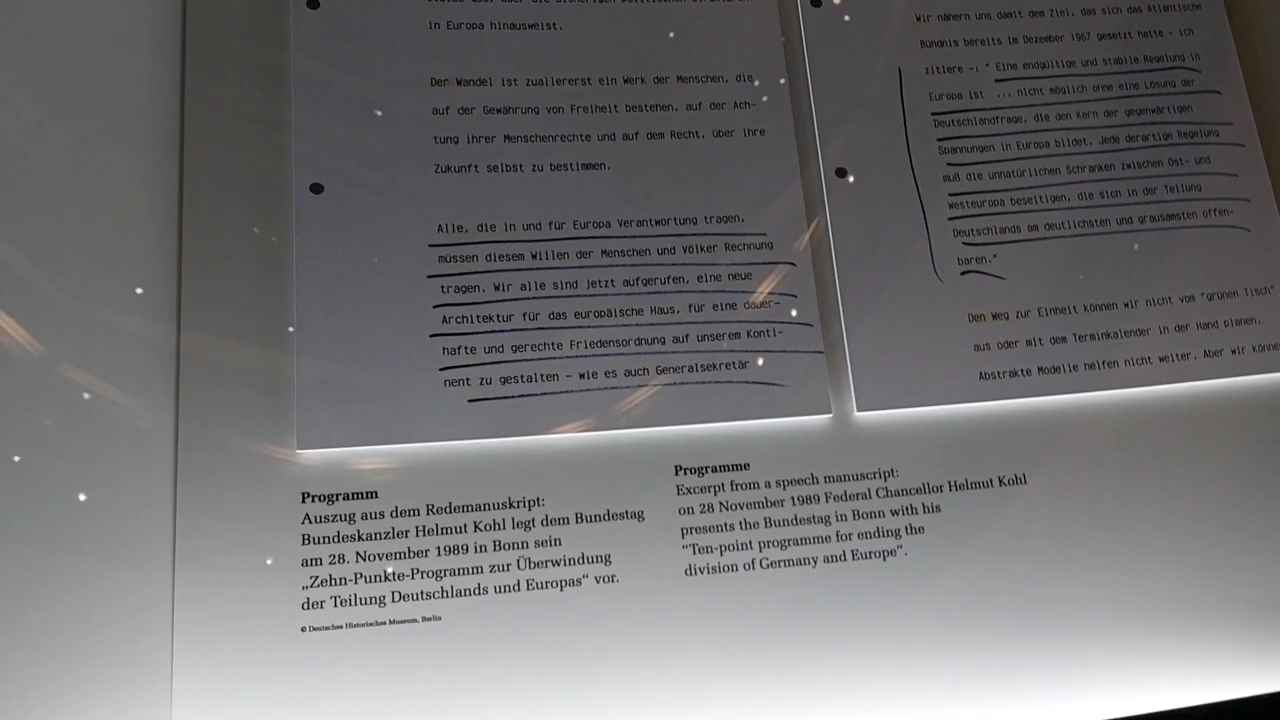 in Europa hinausweist.
Der Wandel ist zuallererst ein Werk der Menschen, die
auf der Gewährung von Freiheit bestehen, auf der Ach-
tung ihrer Menschenrechte und auf dem Recht, über ihre
Zukunft selbst zu bestimmen.
Alle, die in und für Europa Verantwortung tragen,
müssen diesem Willen der Menschen und Völker Rechnung
tragen. Wir alle sind jetzt aufgerufen, eine neue
Architektur für das europäische Haus, für eine dauer-
hafte und gerechte Friedensordnung auf unserem Konti-
nent zu gestalten - wie es auch Generalsekretär
Wir nähern uns damit dem Ziel, das sich das Atlantische
Bündnis bereits im Dezember 1967 gesetzt hatte - ich
zitiere -: " Eine endgültige und stabile Regelung in
Europa ist ... nicht möglich ohne eine Lösung der
Deutschlandfrage, die den Kern der gegenwärtigen
Spannungen in Europa bildet. Jede derartige Regelung
muß die unnatürlichen Schranken zwischen Ost- und
Westeuropa beseitigen, die sich in der Teilung
Deutschlands am deutlichsten und grausamsten offen-
baren."
Den Weg zur Einheit können wir nicht vom "grünen Tisch"
aus oder mit dem Terminkalender in der Hand planen.
Abstrakte Modelle helfen nicht weiter. Aber wir könne
Programm
Auszug aus dem Redemanuskript:
Bundeskanzler Helmut Kohl legt dem Bundestag
am 28. November 1989 in Bonn sein
„Zehn-Punkte-Programm zur Überwindung
der Teilung Deutschlands und Europas“ vor.
© Deutsches Historisches Museum, Berlin
Programme
Excerpt from a speech manuscript:
on 28 November 1989 Federal Chancellor Helmut Kohl
presents the Bundestag in Bonn with his
“Ten-point programme for ending the
division of Germany and Europe”.